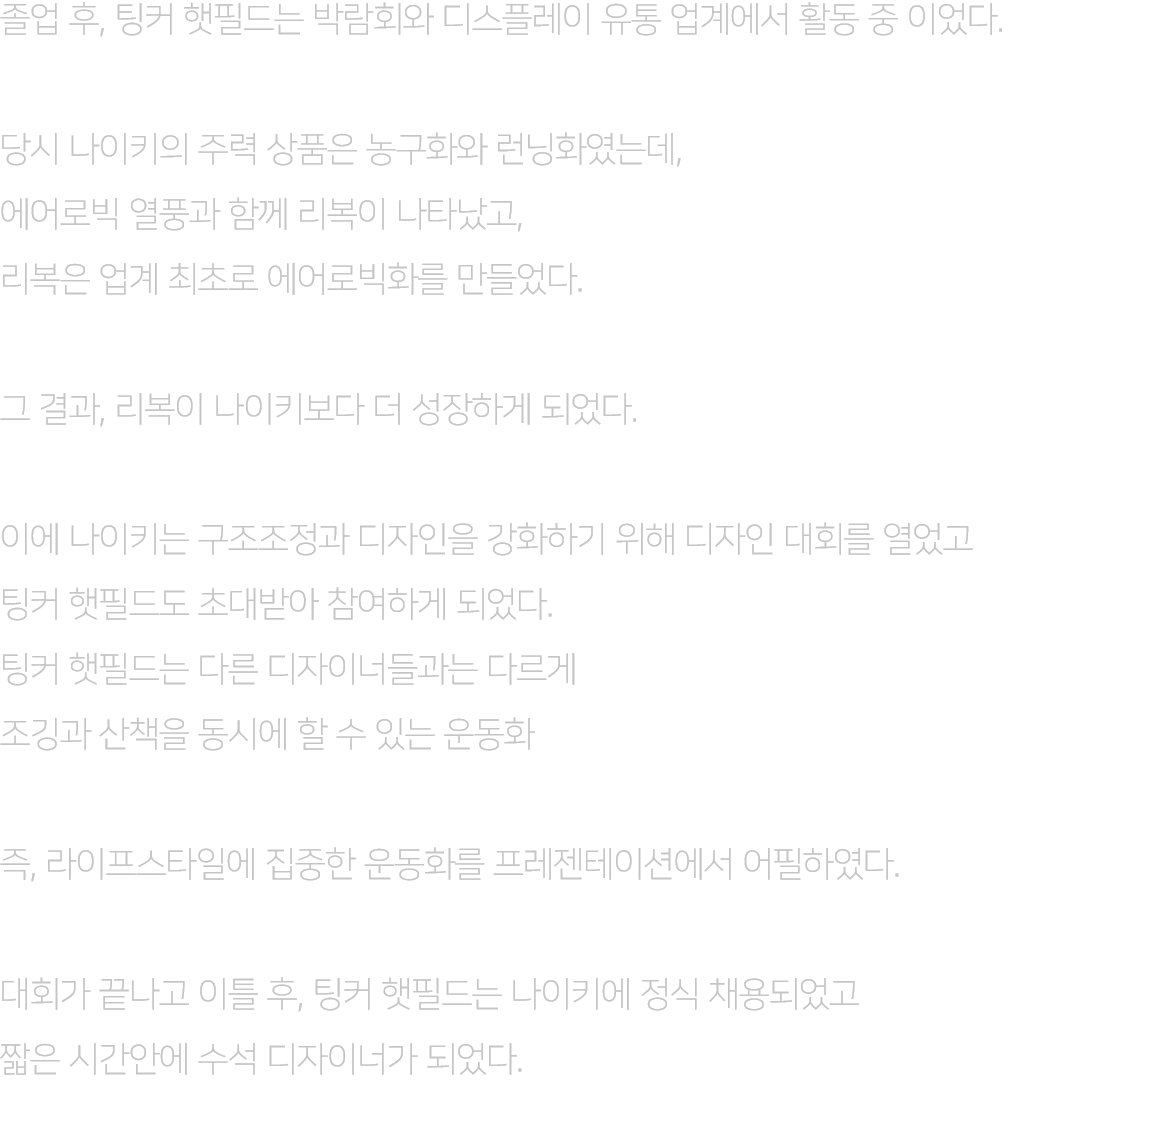 졸업 후, 팅커 햇필드는 박람회와 디스플레이 유통 업계에서 활동 중 이었다.
당시 나이키의 주력 상품은 농구화와 런닝화였는데,
에어로빅 열풍과 함께 리복이 나타났고,
리복은 업계 최초로 에어로빅화를 만들었다.
그 결과, 리복이 나이키보다 더 성장하게 되었다.
이에 나이키는 구조조정과 디자인을 강화하기 위해 디자인 대회를 열었고
팅커 햇필드도 초대받아 참여하게 되었다.
팅커 햇필드는 다른 디자이너들과는 다르게
조깅과 산책을 동시에 할 수 있는 운동화
즉, 라이프스타일에 집중한 운동화를 프레젠테이션에서 어필하였다.
대회가 끝나고 이틀 후, 팅커 햇필드는 나이키에 정식 채용되었고
짧은 시간안에 수석 디자이너가 되었다.